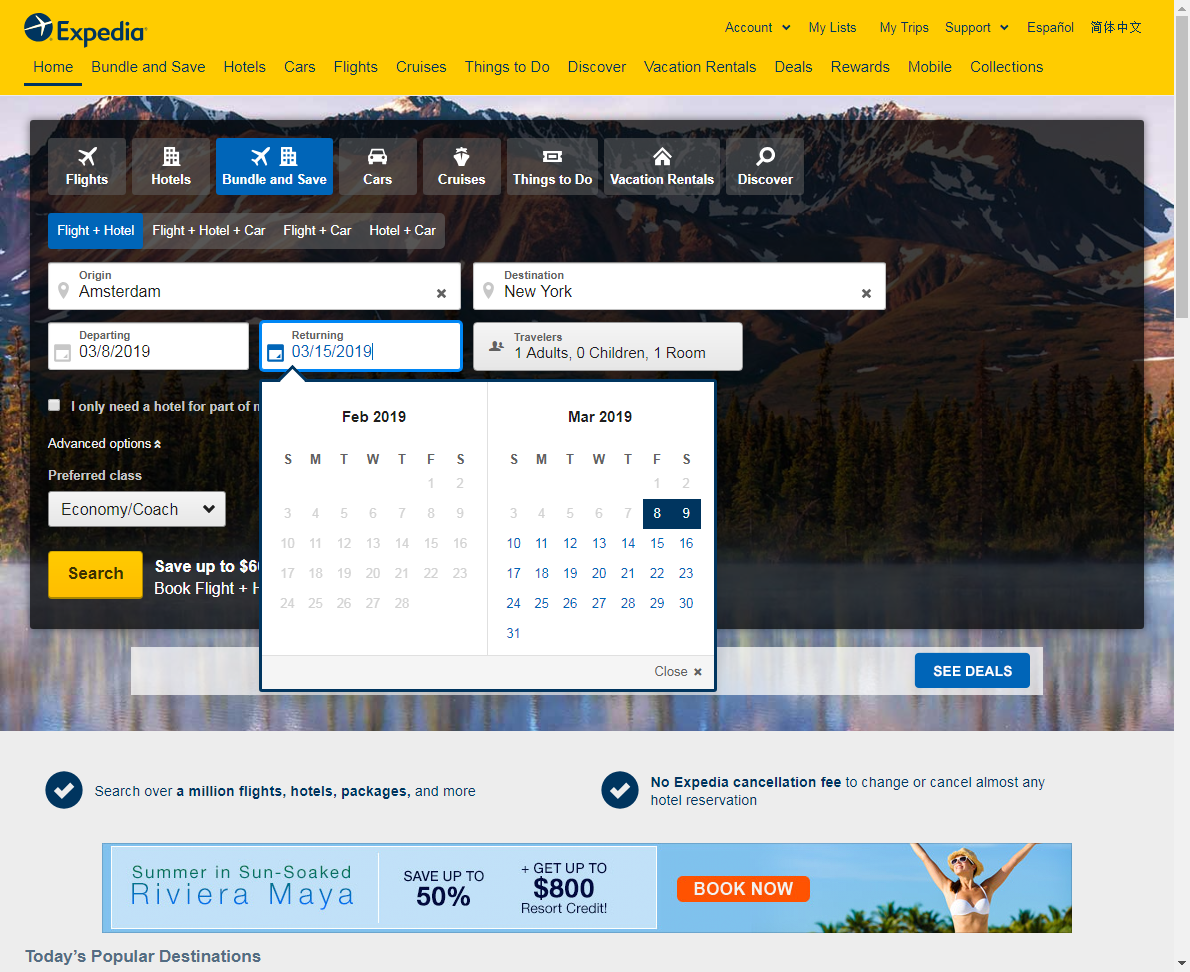 Expedia
Account My Lists My Trips Support Español 简体中文
Home Bundle and Save Hotels Cars Flights Cruises Things to Do Discover Vacation Rentals Deals Rewards Mobile Collections
Flights Hotels Bundle and Save Cars Cruises Things to Do Vacation Rentals Discover
Flight + Hotel Flight + Hotel + Car Flight + Car Hotel + Car
Origin
Amsterdam
Destination
New York
Departing
03/8/2019
Returning
03/15/2019
Travelers
1 Adults, 0 Children, 1 Room
I only need a hotel for part of
Advanced options
Preferred class
Economy/Coach
Search
Save up to $6
Book Flight +
Feb 2019
S M T W T F S
1 2
3 4 5 6 7 8 9
10 11 12 13 14 15 16
17 18 19 20 21 22 23
24 25 26 27 28
Mar 2019
S M T W T F S
1 2
3 4 5 6 7 8 9
10 11 12 13 14 15 16
17 18 19 20 21 22 23
24 25 26 27 28 29 30
31
Close
SEE DEALS
Search over a million flights, hotels, packages, and more
No Expedia cancellation fee to change or cancel almost any
hotel reservation
Summer in Sun-Soaked
Riviera Maya
SAVE UP TO
50%
+ GET UP TO
$800
Resort Credit!
BOOK NOW
Today's Popular Destinations